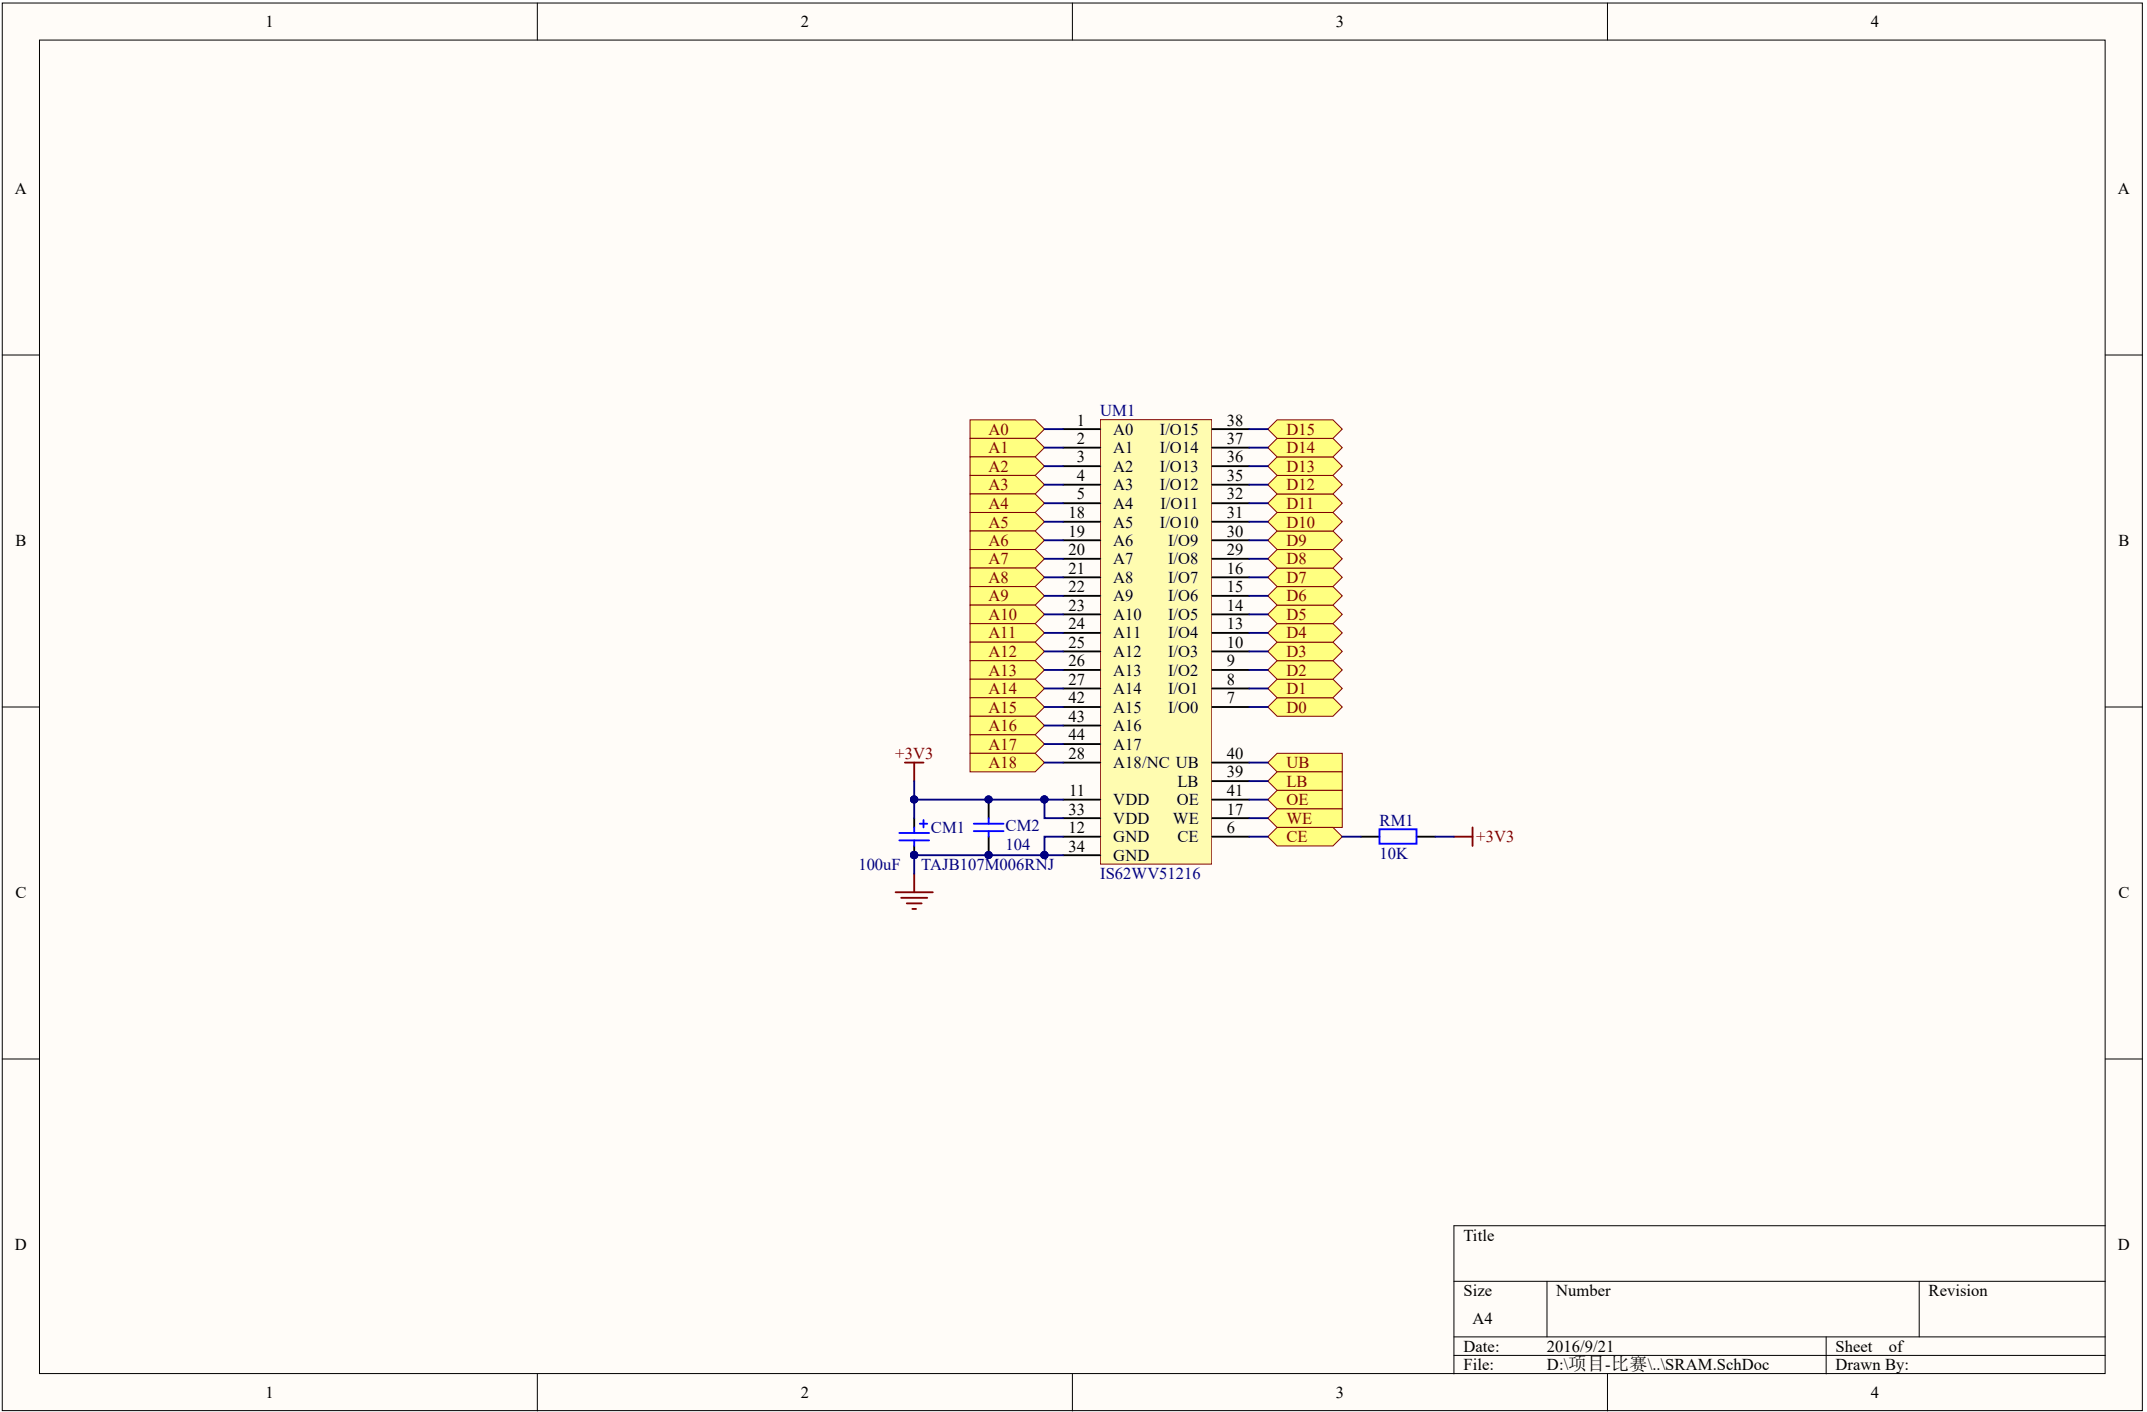 1 2 3 4
A A
B B
C C
D D
UM1
A0 1 A0 I/O15 38 D15
A1 2 A1 I/O14 37 D14
A2 3 A2 I/O13 36 D13
A3 4 A3 I/O12 35 D12
A4 5 A4 I/O11 32 D11
A5 18 A5 I/O10 31 D10
A6 19 A6 I/O9 30 D9
A7 20 A7 I/O8 29 D8
A8 21 A8 I/O7 16 D7
A9 22 A9 I/O6 15 D6
A10 23 A10 I/O5 14 D5
A11 24 A11 I/O4 13 D4
A12 25 A12 I/O3 10 D3
A13 26 A13 I/O2 9 D2
A14 27 A14 I/O1 8 D1
A15 42 A15 I/O0 7 D0
A16 43 A16
A17 44 A17
+3V3
A18 28 A18/NC UB 40 UB
LB 39 LB
11 VDD OE 41 OE
33 VDD WE 17 WE
12 GND CE 6 CE
34 GND
CM1
CM2
104
100uF TAJB107M006RNJ
IS62WV51216
RM1
10K
+3V3
Title
Size Number Revision
A4
Date: 2016/9/21 Sheet of
File: D:\项目-比赛\..\SRAM.SchDoc Drawn By:
1 2 3 4